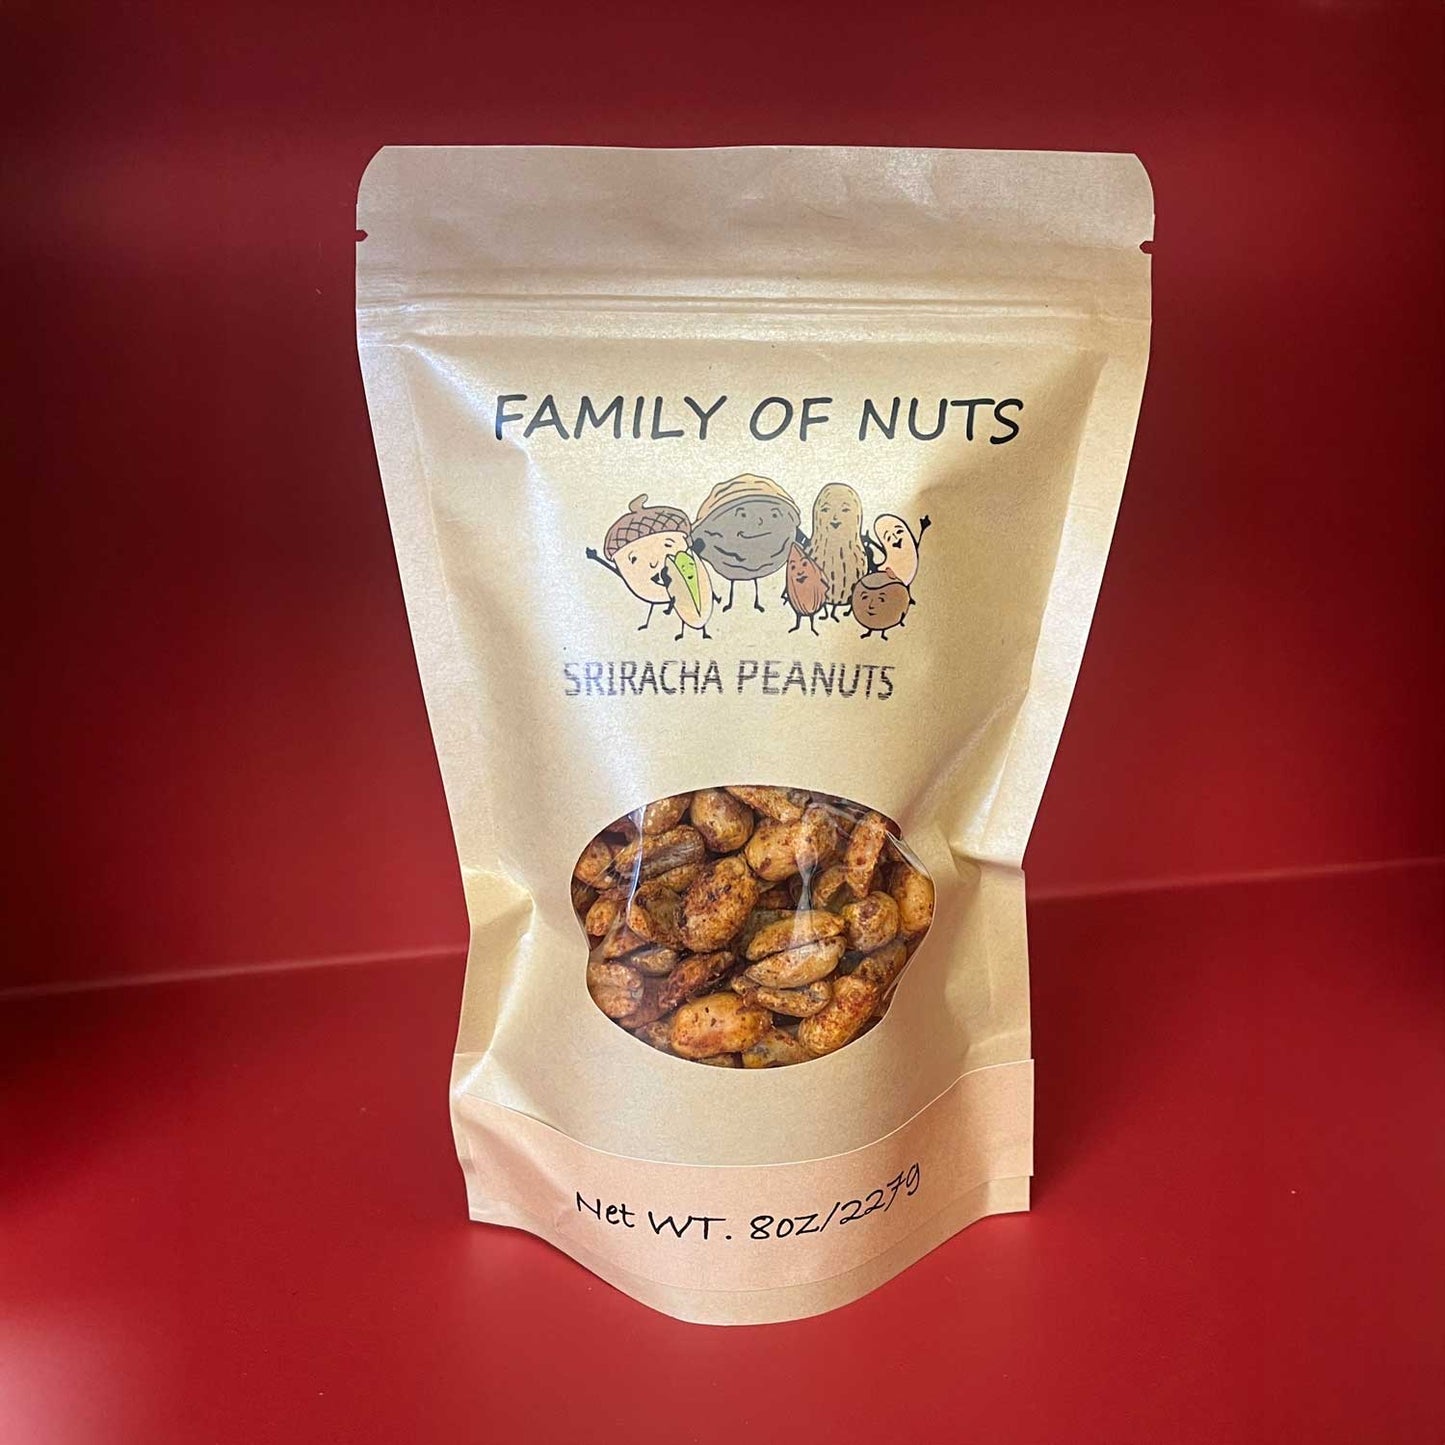 FAMILY OF NUTS
SRIRACHA PEANUTS
Net WT. 8oz/227g